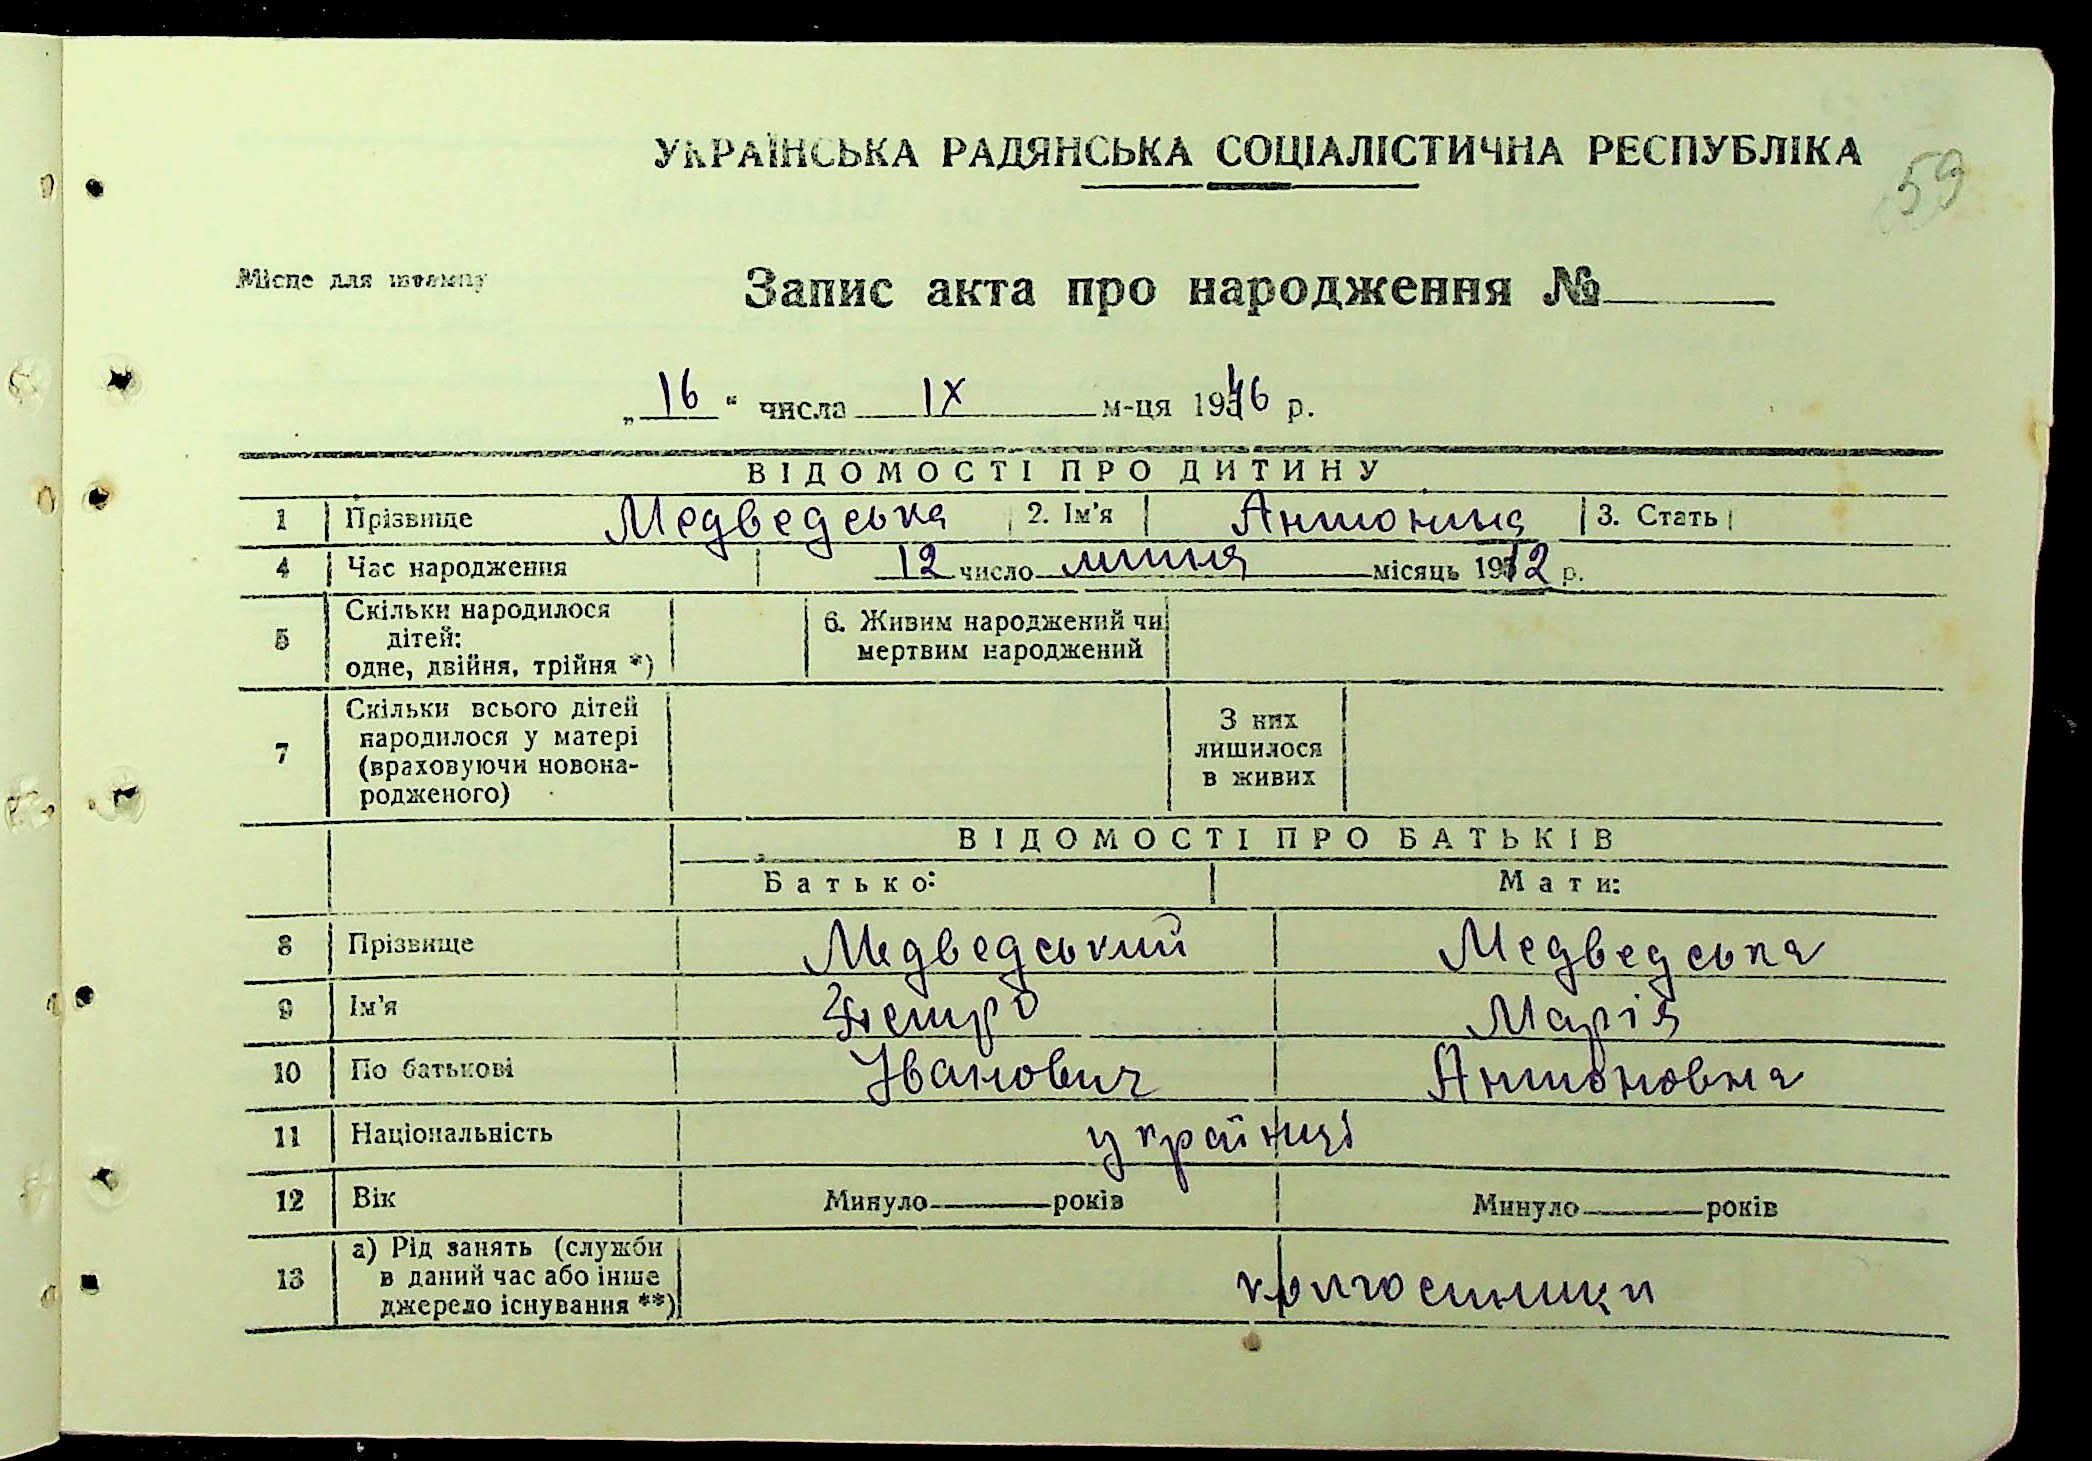 УКРАЇНСЬКА РАДЯНСЬКА СОЦІАЛІСТИЧНА РЕСПУБЛІКА
59
Місце для штампу
Запис акта про народження №
„16“ числа IX м-ця 1946 р.
ВІДОМОСТІ ПРО ДИТИНУ
1 Прізвище Медведська 2. Ім'я Антонина 3. Стать
4 Час народження 12 число липня місяць 1912 р.
5 Скільки народилося
дітей:
одне, двійня, трійня *)
6. Живим народжений чи
мертвим народжений
7 Скільки всього дітей
народилося у матері
(враховуючи новона-
родженого)
З них
лишилося
в живих
ВІДОМОСТІ ПРО БАТЬКІВ
Батько: Мати:
8 Прізвище Медведський Медведська
9 Ім'я Петро Марія
10 По батькові Іванович Антоновна
11 Національність українці
12 Вік Минуло років Минуло років
13 а) Рід занять (служби
в даний час або інше
джерело існування **)
колгоспники